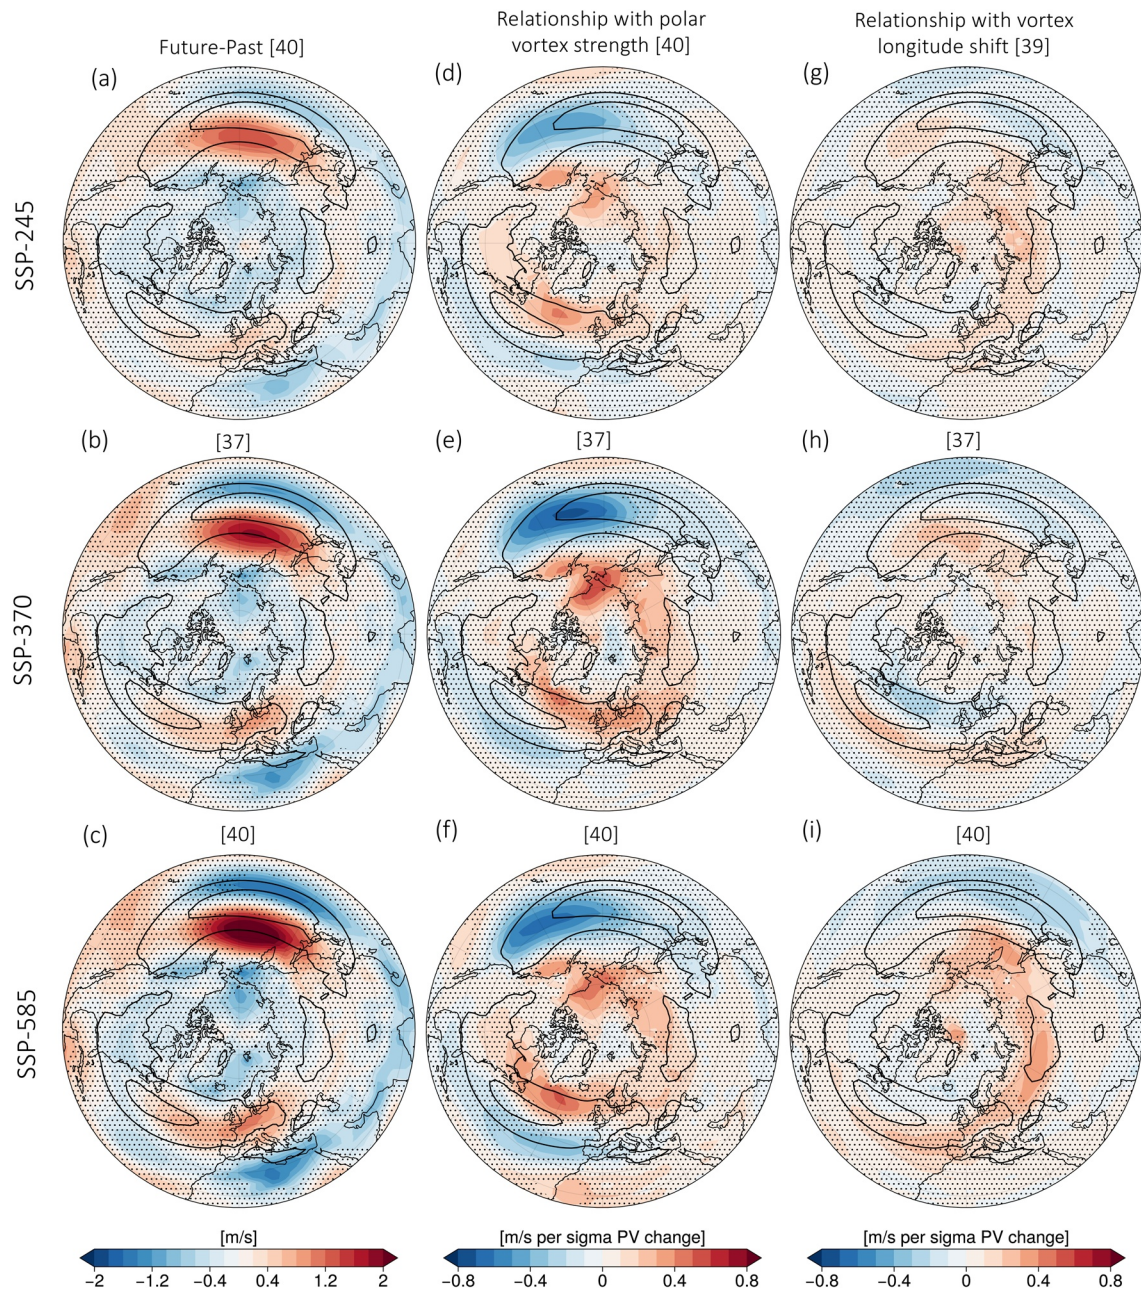 Future-Past [40]
Relationship with polar
vortex strength [40]
Relationship with vortex
longitude shift [39]
(a)
(d)
(g)
SSP-245
(b)
[37]
(e)
[37]
(h)
[37]
SSP-370
(c)
[40]
(f)
[40]
(i)
[40]
SSP-585
[m/s]
[m/s per sigma PV change]
[m/s per sigma PV change]
−2 −1.2 −0.4 0.4 1.2 2
−0.8 −0.4 0 0.4 0.8
−0.8 −0.4 0 0.4 0.8